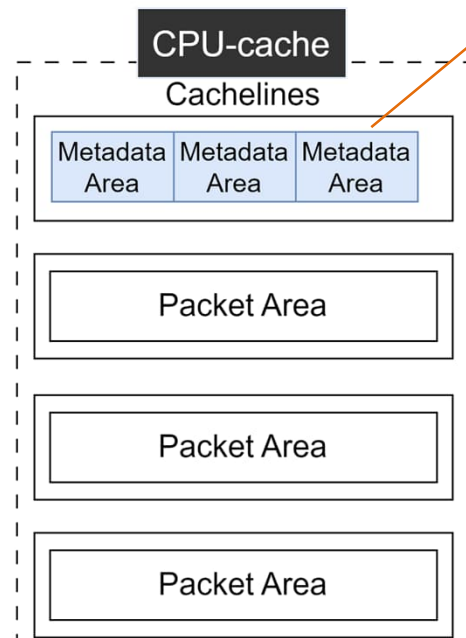 CPU-cache
Cachelines
Metadata Metadata Metadata
Area Area Area
Packet Area
Packet Area
Packet Area